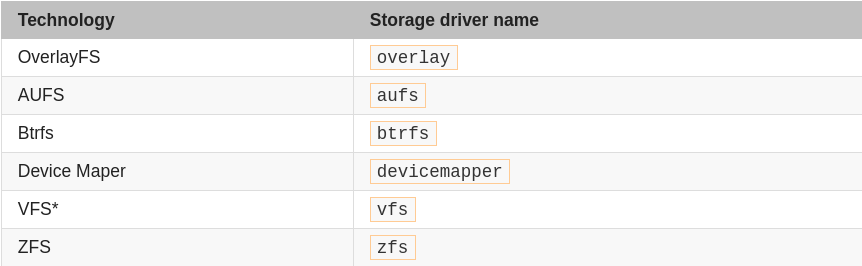 Technology Storage driver name
OverlayFS overlay
AUFS aufs
Btrfs btrfs
Device Maper devicemapper
VFS* vfs
ZFS zfs